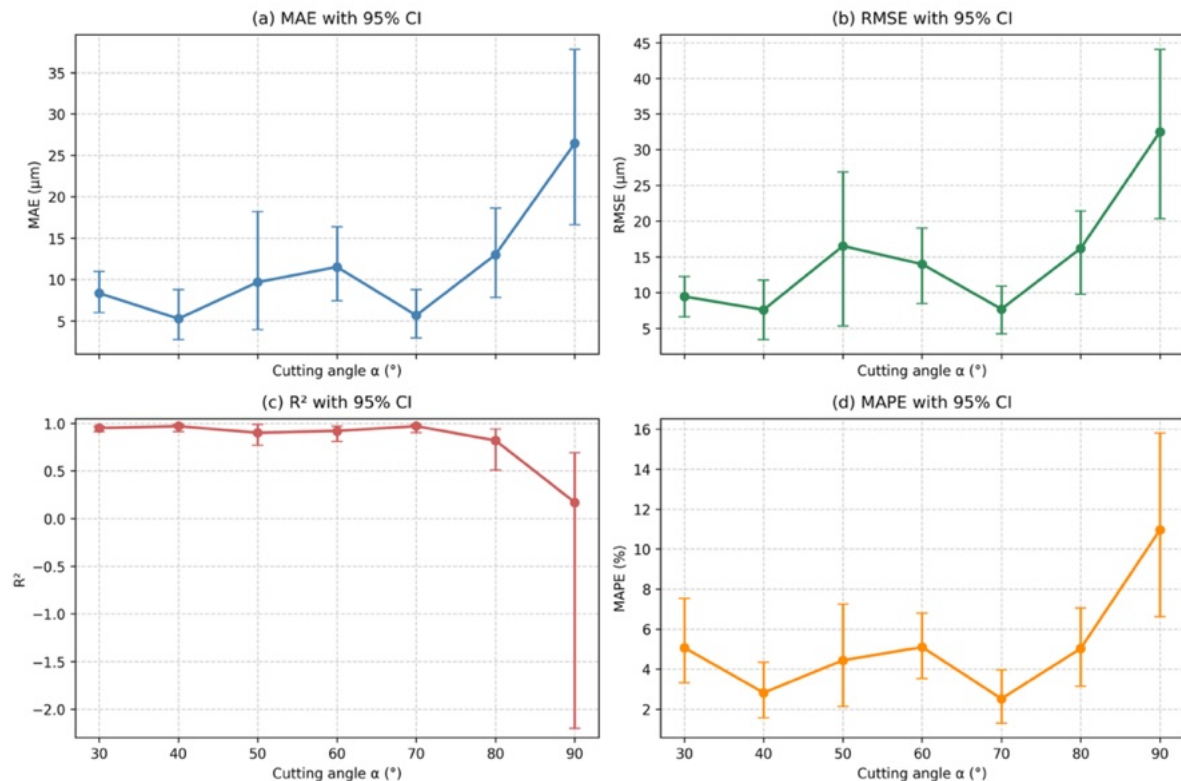 (a) MAE with 95% CI
35
30
25
20
15
10
5
MAE (μm)
Cutting angle α (°)
(b) RMSE with 95% CI
45
40
35
30
25
20
15
10
5
RMSE (μm)
Cutting angle α (°)
(c) R² with 95% CI
1.0
0.5
0.0
−0.5
−1.0
−1.5
−2.0
R²
30 40 50 60 70 80 90
Cutting angle α (°)
(d) MAPE with 95% CI
16
14
12
10
8
6
4
2
MAPE (%)
30 40 50 60 70 80 90
Cutting angle α (°)